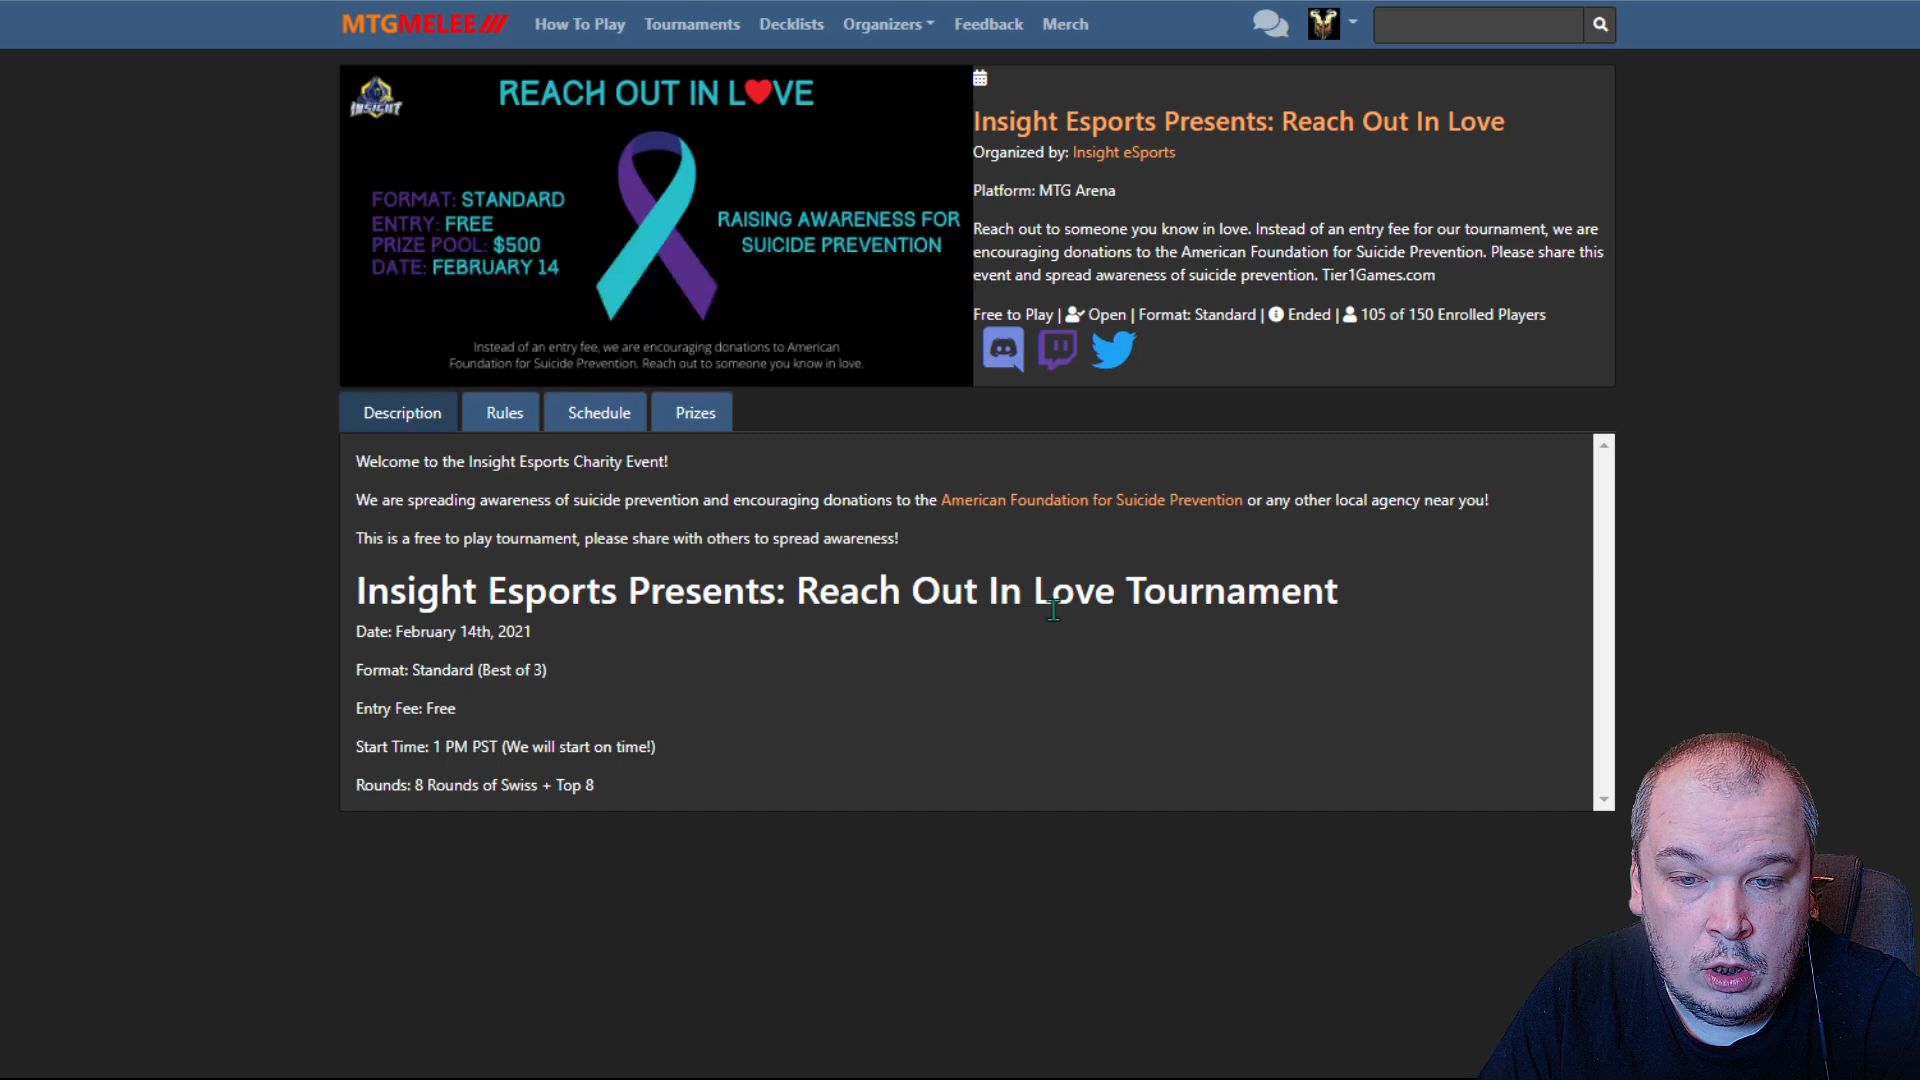 MTGMELEE
How To Play
Tournaments
Decklists
Organizers
Feedback
Merch
INSIGHT
REACH OUT IN L❤VE
FORMAT: STANDARD
ENTRY: FREE
PRIZE POOL: $500
DATE: FEBRUARY 14
RAISING AWARENESS FOR
SUICIDE PREVENTION
Instead of an entry fee, we are encouraging donations to American
Foundation for Suicide Prevention. Reach out to someone you know in love.
Insight Esports Presents: Reach Out In Love
Organized by: Insight eSports
Platform: MTG Arena
Reach out to someone you know in love. Instead of an entry fee for our tournament, we are
encouraging donations to the American Foundation for Suicide Prevention. Please share this
event and spread awareness of suicide prevention. Tier1Games.com
Free to Play | Open | Format: Standard | Ended | 105 of 150 Enrolled Players
Description
Rules
Schedule
Prizes
Welcome to the Insight Esports Charity Event!
We are spreading awareness of suicide prevention and encouraging donations to the American Foundation for Suicide Prevention or any other local agency near you!
This is a free to play tournament, please share with others to spread awareness!
Insight Esports Presents: Reach Out In Love Tournament
Date: February 14th, 2021
Format: Standard (Best of 3)
Entry Fee: Free
Start Time: 1 PM PST (We will start on time!)
Rounds: 8 Rounds of Swiss + Top 8